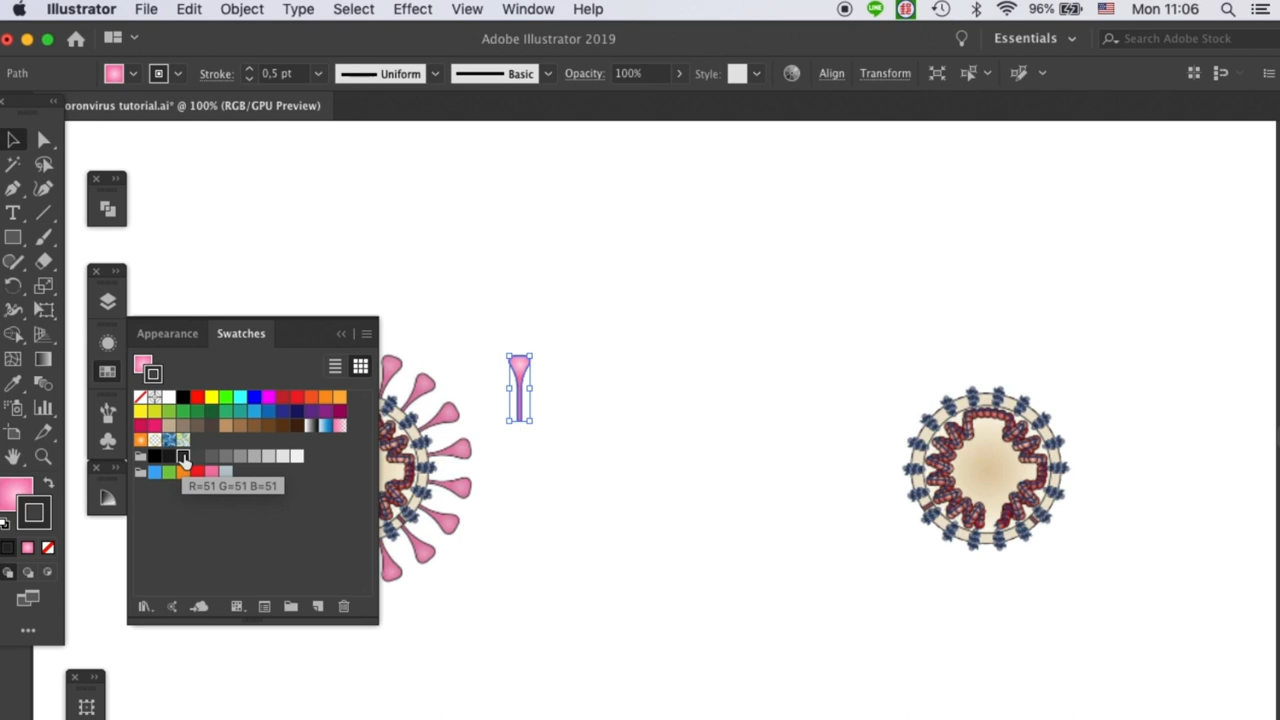 Illustrator File Edit Object Type Select Effect View Window Help 96% Mon 11:06
Adobe Illustrator 2019 Essentials Search Adobe Stock
Path Stroke: 0,5 pt Uniform Basic Opacity: 100% Style: Align Transform
oronvirus tutorial.ai* @ 100% (RGB/GPU Preview)
Appearance Swatches
R=51 G=51 B=51